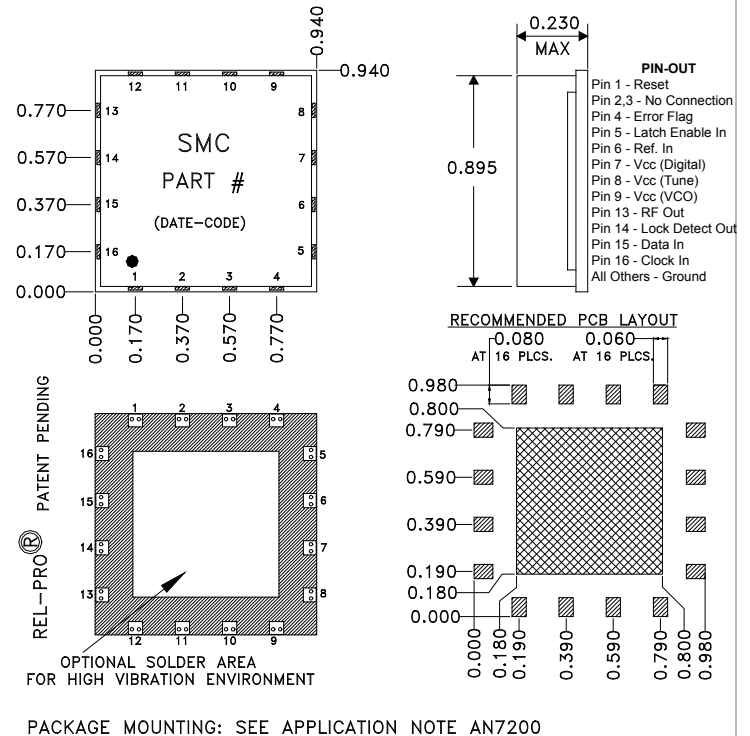 0.940
0.940
12 11 10 9
0.770
13
8
0.570
14
SMC
7
PART #
0.370
15
(DATE-CODE)
6
0.170
16
5
1 2 3 4
0.000
0.000
0.170
0.370
0.570
0.770
0.230
MAX
0.895
PIN-OUT
Pin 1 - Reset
Pin 2,3 - No Connection
Pin 4 - Error Flag
Pin 5 - Latch Enable In
Pin 6 - Ref. In
Pin 7 - Vcc (Digital)
Pin 8 - Vcc (Tune)
Pin 9 - Vcc (VCO)
Pin 13 - RF Out
Pin 14 - Lock Detect Out
Pin 15 - Data In
Pin 16 - Clock In
All Others - Ground
REL-PRO® PATENT PENDING
1 2 3 4
16
5
15
6
14
7
13
8
12 11 10 9
OPTIONAL SOLDER AREA
FOR HIGH VIBRATION ENVIRONMENT
RECOMMENDED PCB LAYOUT
0.080 0.060
AT 16 PLCS. AT 16 PLCS.
0.980
0.800
0.790
0.590
0.390
0.190
0.180
0.000
0.000
0.180
0.190
0.390
0.590
0.790
0.800
0.980
PACKAGE MOUNTING: SEE APPLICATION NOTE AN7200